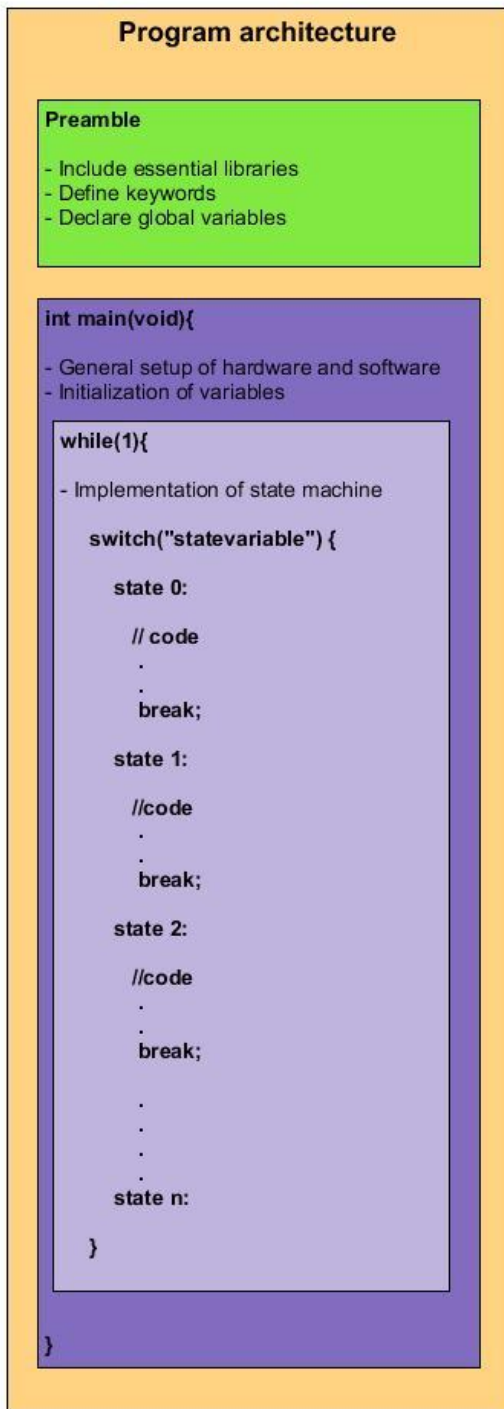 Program architecture
Preamble
- Include essential libraries
- Define keywords
- Declare global variables
int main(void){
- General setup of hardware and software
- Initialization of variables
while(1){
- Implementation of state machine
switch("statevariable") {
state 0:
// code
.
.
break;
state 1:
//code
.
.
break;
state 2:
//code
.
.
break;
.
.
.
.
state n:
}
}